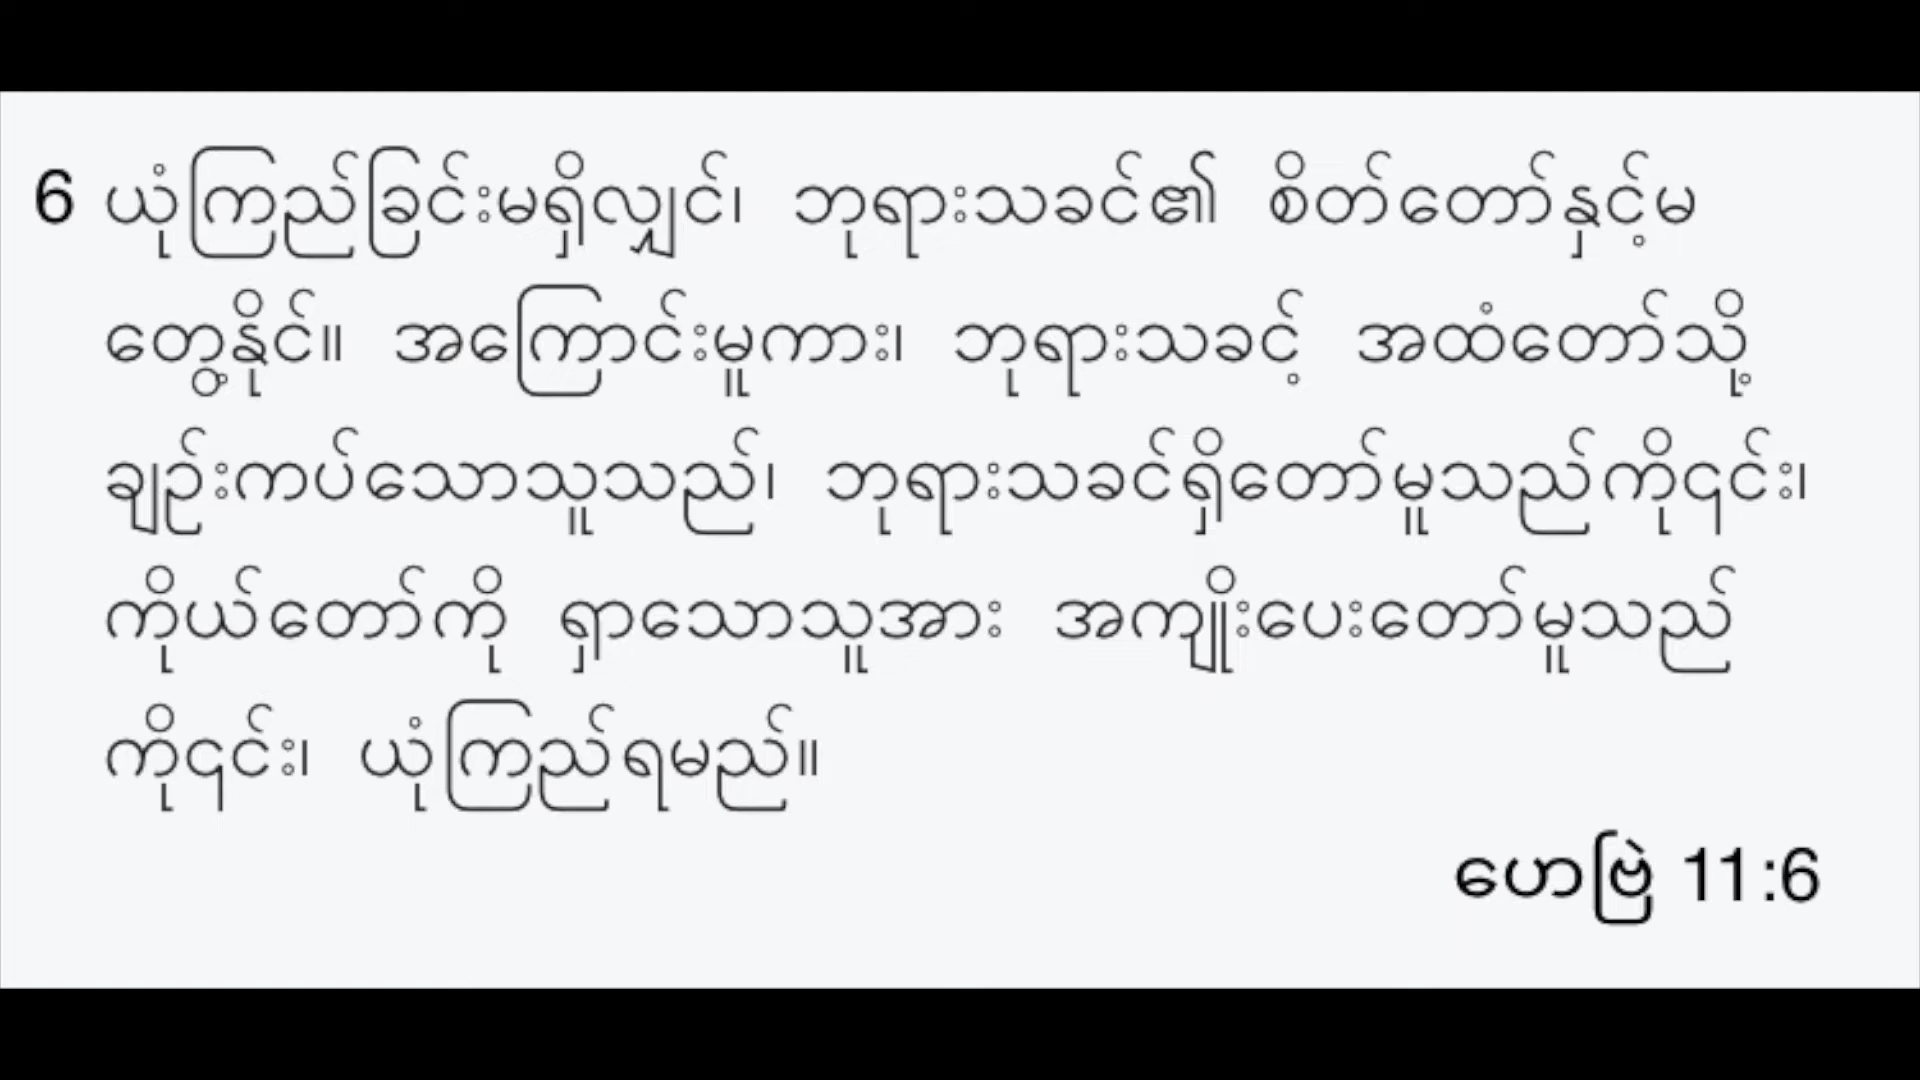 6 ယုံကြည်ခြင်းမရှိလျှင်၊ ဘုရားသခင်၏ စိတ်တော်နှင့်မ
တွေ့နိုင်။ အကြောင်းမူကား၊ ဘုရားသခင့် အထံတော်သို့
ချဉ်းကပ်သောသူသည်၊ ဘုရားသခင်ရှိတော်မူသည်ကို၎င်း၊
ကိုယ်တော်ကို ရှာသောသူအား အကျိုးပေးတော်မူသည်
ကို၎င်း၊ ယုံကြည်ရမည်။
ဟေဗြဲ 11:6